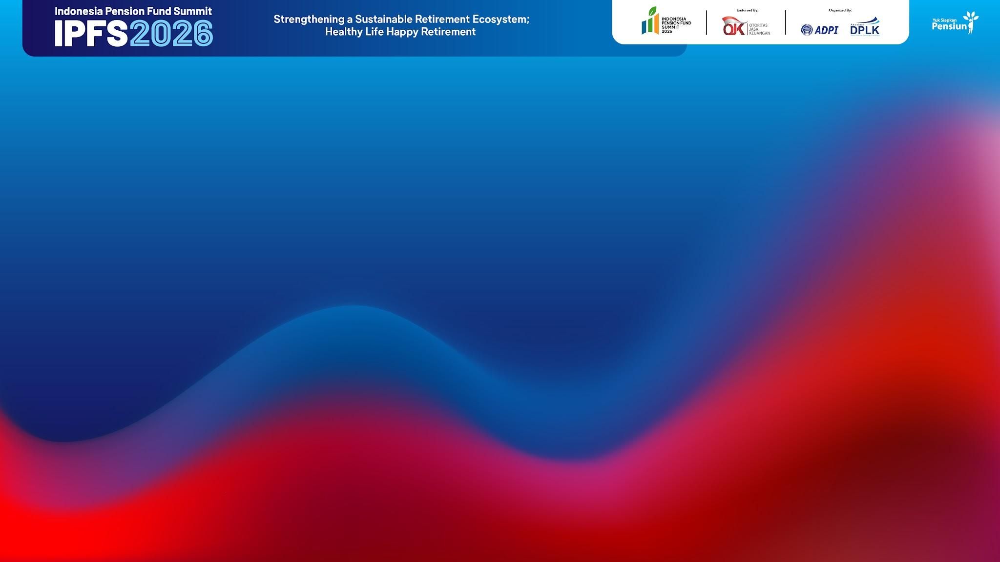 Indonesia Pension Fund Summit
IPFS2026
Strengthening a Sustainable Retirement Ecosystem;
Healthy Life Happy Retirement
INDONESIA
PENSION FUND
SUMMIT
2026
Endorsed By:
OJK
OTORITAS
JASA
KEUANGAN
Organized By:
ADPI
Asosiasi
DPLK
Yuk Siapkan
Pensiun